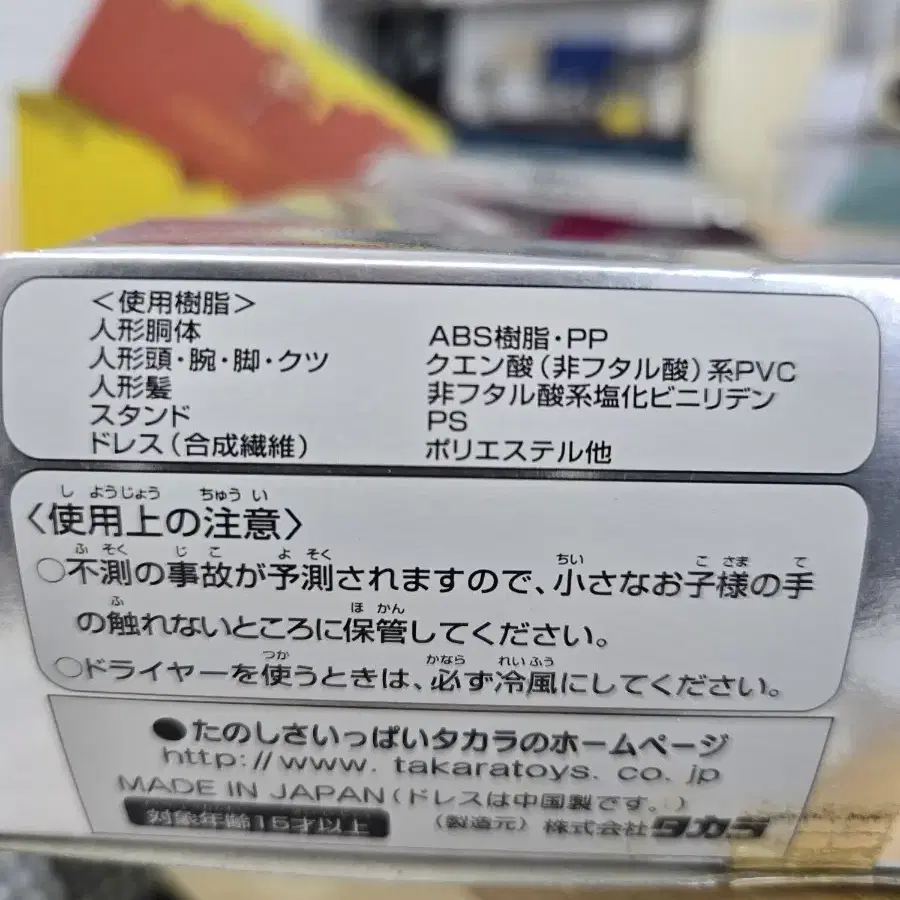 ＜使用樹脂＞
人形胴体 ABS樹脂・PP
人形頭・腕・脚・クツ クエン酸（非フタル酸）系PVC
人形髪 非フタル酸系塩化ビニリデン
スタンド PS
ドレス（合成繊維） ポリエステル他
しようじょう ちゅうい
〈使用上の注意〉
ふそく じこ よそく ちい こさま て
○不測の事故が予測されますので、小さなお子様の手
ふ ほかん
の触れないところに保管してください。
つか かなら れいふう
○ドライヤーを使うときは、必ず冷風にしてください。
●たのしさいっぱいタカラのホームページ
http://www.takaratoys.co.jp
MADE IN JAPAN（ドレスは中国製です。）
対象年齢15才以上 （製造元）株式会社タカラ